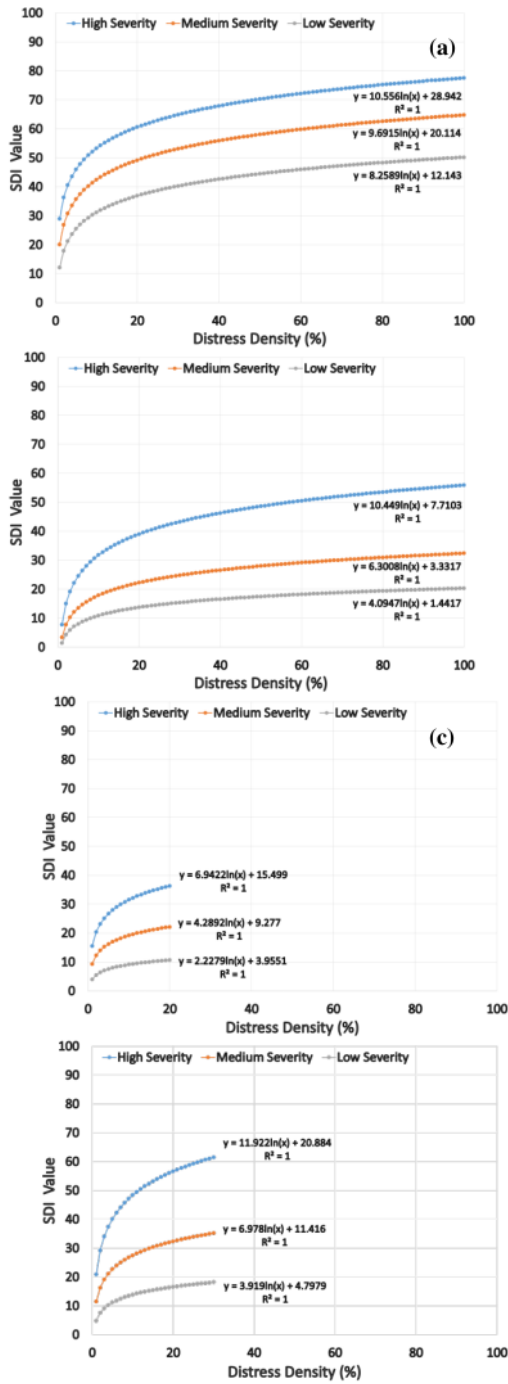 High Severity Medium Severity Low Severity
(a)
100
90
80
70
60
50
40
30
20
10
0
SDI Value
y = 10.556ln(x) + 28.942
R² = 1
y = 9.6915ln(x) + 20.114
R² = 1
y = 8.2589ln(x) + 12.143
R² = 1
0 20 40 60 80 100
Distress Density (%)
High Severity Medium Severity Low Severity
100
90
80
70
60
50
40
30
20
10
0
SDI Value
y = 10.449ln(x) + 7.7103
R² = 1
y = 6.3008ln(x) + 3.3317
R² = 1
y = 4.0947ln(x) + 1.4417
R² = 1
0 20 40 60 80 100
Distress Density (%)
High Severity Medium Severity Low Severity
(c)
100
90
80
70
60
50
40
30
20
10
0
SDI Value
y = 6.9422ln(x) + 15.499
R² = 1
y = 4.2892ln(x) + 9.277
R² = 1
y = 2.2279ln(x) + 3.9551
R² = 1
0 20 40 60 80 100
Distress Density (%)
High Severity Medium Severity Low Severity
100
90
80
70
60
50
40
30
20
10
0
SDI Value
y = 11.922ln(x) + 20.884
R² = 1
y = 6.978ln(x) + 11.416
R² = 1
y = 3.919ln(x) + 4.7979
R² = 1
0 20 40 60 80 100
Distress Density (%)